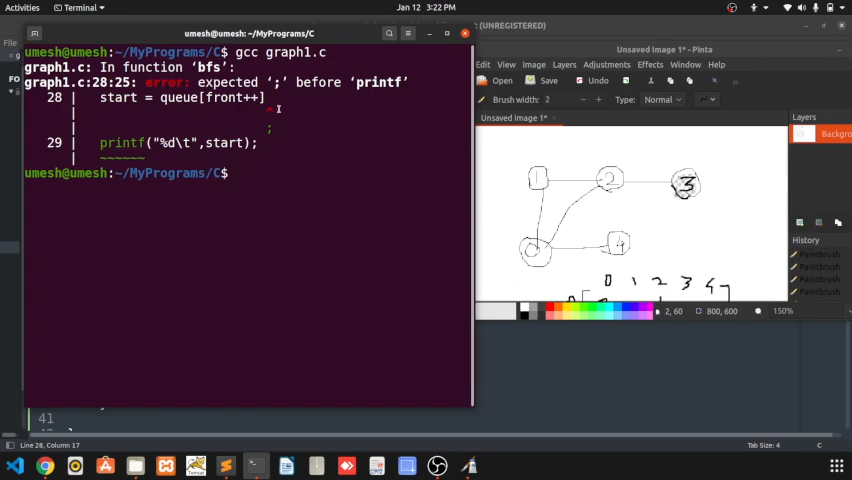 Activities
Terminal
Jan 12 3:22 PM
umesh@umesh: ~/MyPrograms/C
(UNREGISTERED)
File
FO
umesh@umesh:~/MyPrograms/C$ gcc graph1.c
graph1.c: In function ‘bfs’:
graph1.c:28:25: error: expected ‘;’ before ‘printf’
28 | start = queue[front++]
| ^
| ;
29 | printf("%d\t",start);
| ~~~~~~
umesh@umesh:~/MyPrograms/C$
Unsaved Image 1* - Pinta
Edit View Image Layers Adjustments Effects Window Help
Open Save Undo
Brush width: 2 Type: Normal
Unsaved Image 1*
Layers
Backgro
1 2 3
0 4
0 1 2 3 4
History
Paintbrush
Paintbrush
Paintbrush
Paintbrush
2, 60 800, 600 150%
41
42
Line 28, Column 17
Tab Size: 4 C